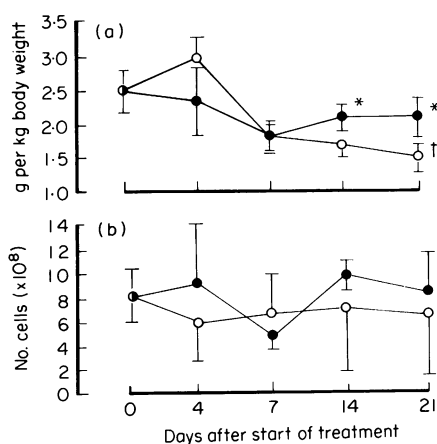 (a)
g per kg body weight
3·5
3·0
2·5
2·0
1·5
1·0
*
*
†
(b)
No. cells (×10⁸)
14
12
10
8
6
4
2
0
0 4 7 14 21
Days after start of treatment